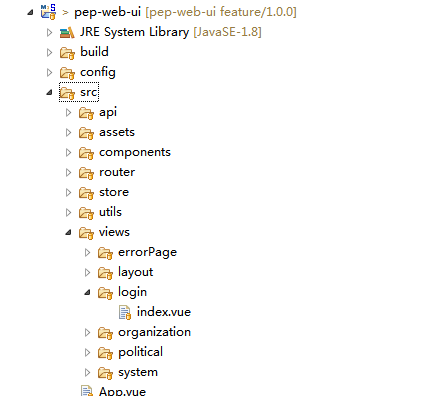 > pep-web-ui [pep-web-ui feature/1.0.0]
JRE System Library [JavaSE-1.8]
build
config
src
api
assets
components
router
store
utils
views
errorPage
layout
login
index.vue
organization
political
system
App.vue